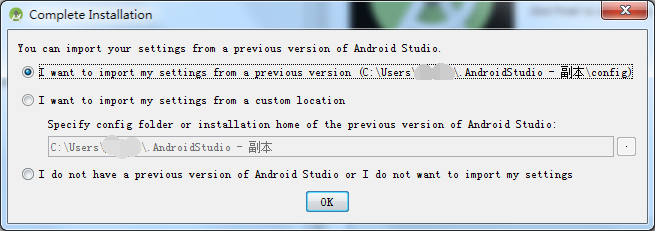 Complete Installation
You can import your settings from a previous version of Android Studio.
I want to import my settings from a previous version (C:\Users\ \.AndroidStudio - 副本\config)
I want to import my settings from a custom location
Specify config folder or installation home of the previous version of Android Studio:
C:\Users\ \.AndroidStudio - 副本
I do not have a previous version of Android Studio or I do not want to import my settings
OK